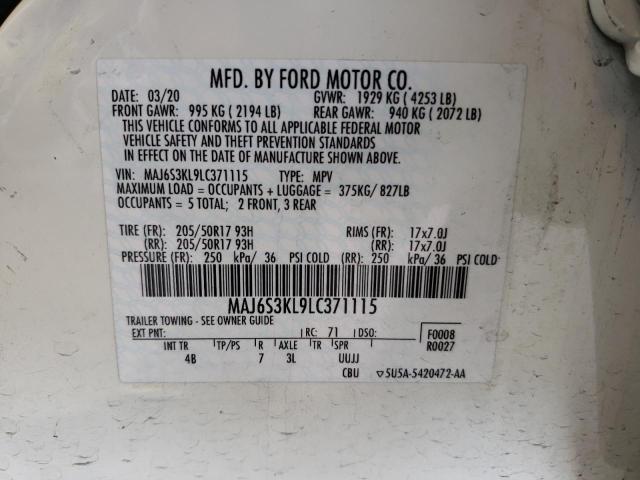 MFD. BY FORD MOTOR CO.
DATE: 03/20 GVWR: 1929 KG ( 4253 LB)
FRONT GAWR: 995 KG ( 2194 LB) REAR GAWR: 940 KG ( 2072 LB)
THIS VEHICLE CONFORMS TO ALL APPLICABLE FEDERAL MOTOR
VEHICLE SAFETY AND THEFT PREVENTION STANDARDS
IN EFFECT ON THE DATE OF MANUFACTURE SHOWN ABOVE.
VIN: MAJ6S3KL9LC371115 TYPE: MPV
MAXIMUM LOAD = OCCUPANTS + LUGGAGE = 375KG/ 827LB
OCCUPANTS = 5 TOTAL; 2 FRONT, 3 REAR
TIRE (FR): 205/50R17 93H RIMS (FR): 17x7.0J
(RR): 205/50R17 93H (RR): 17x7.0J
PRESSURE (FR): 250 kPa/ 36 PSI COLD (RR): 250 kPa/ 36 PSI COLD
MAJ6S3KL9LC371115
TRAILER TOWING - SEE OWNER GUIDE
EXT PNT: RC: 71 DSO: F0008
INT TR TP/PS R AXLE TR SPR R0027
4B 7 3L UUJJ
CBU ▽5U5A-5420472-AA